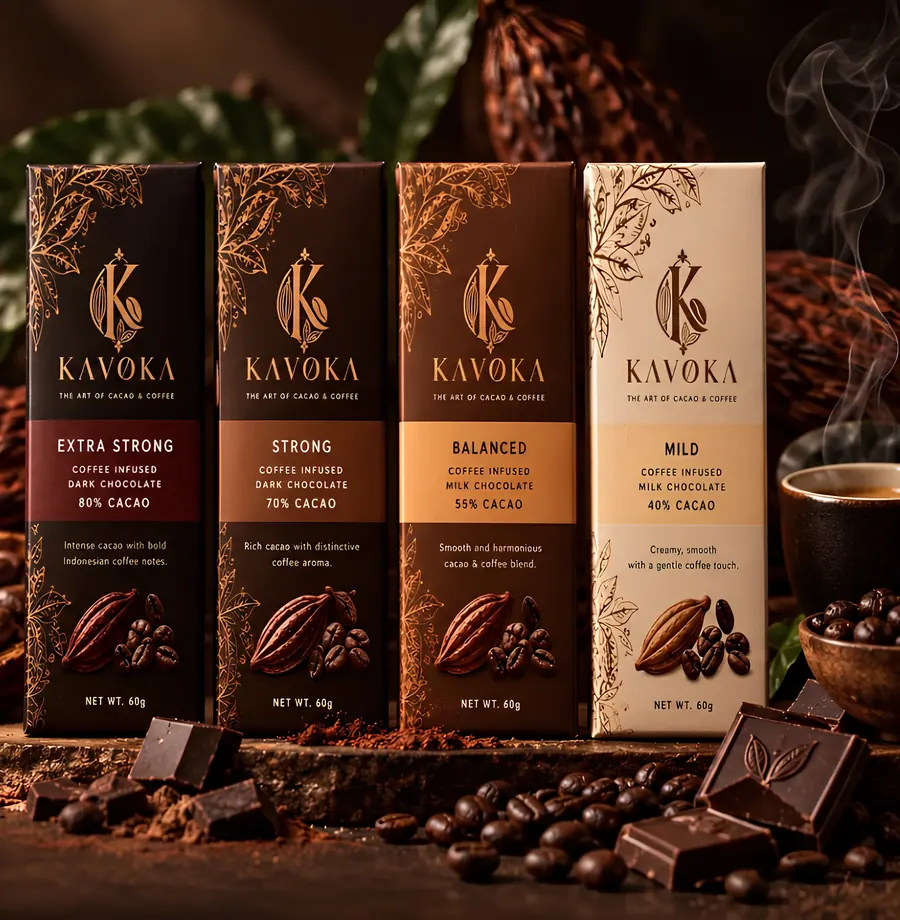 KAVOKA
THE ART OF CACAO & COFFEE
EXTRA STRONG
COFFEE INFUSED
DARK CHOCOLATE
80% CACAO
Intense cacao with bold
Indonesian coffee notes.
NET WT. 60g
KAVOKA
THE ART OF CACAO & COFFEE
STRONG
COFFEE INFUSED
DARK CHOCOLATE
70% CACAO
Rich cacao with distinctive
coffee aroma.
NET WT. 60g
KAVOKA
THE ART OF CACAO & COFFEE
BALANCED
COFFEE INFUSED
MILK CHOCOLATE
55% CACAO
Smooth and harmonious
cacao & coffee blend.
NET WT. 60g
KAVOKA
THE ART OF CACAO & COFFEE
MILD
COFFEE INFUSED
MILK CHOCOLATE
40% CACAO
Creamy, smooth
with a gentle coffee touch.
NET WT. 60g